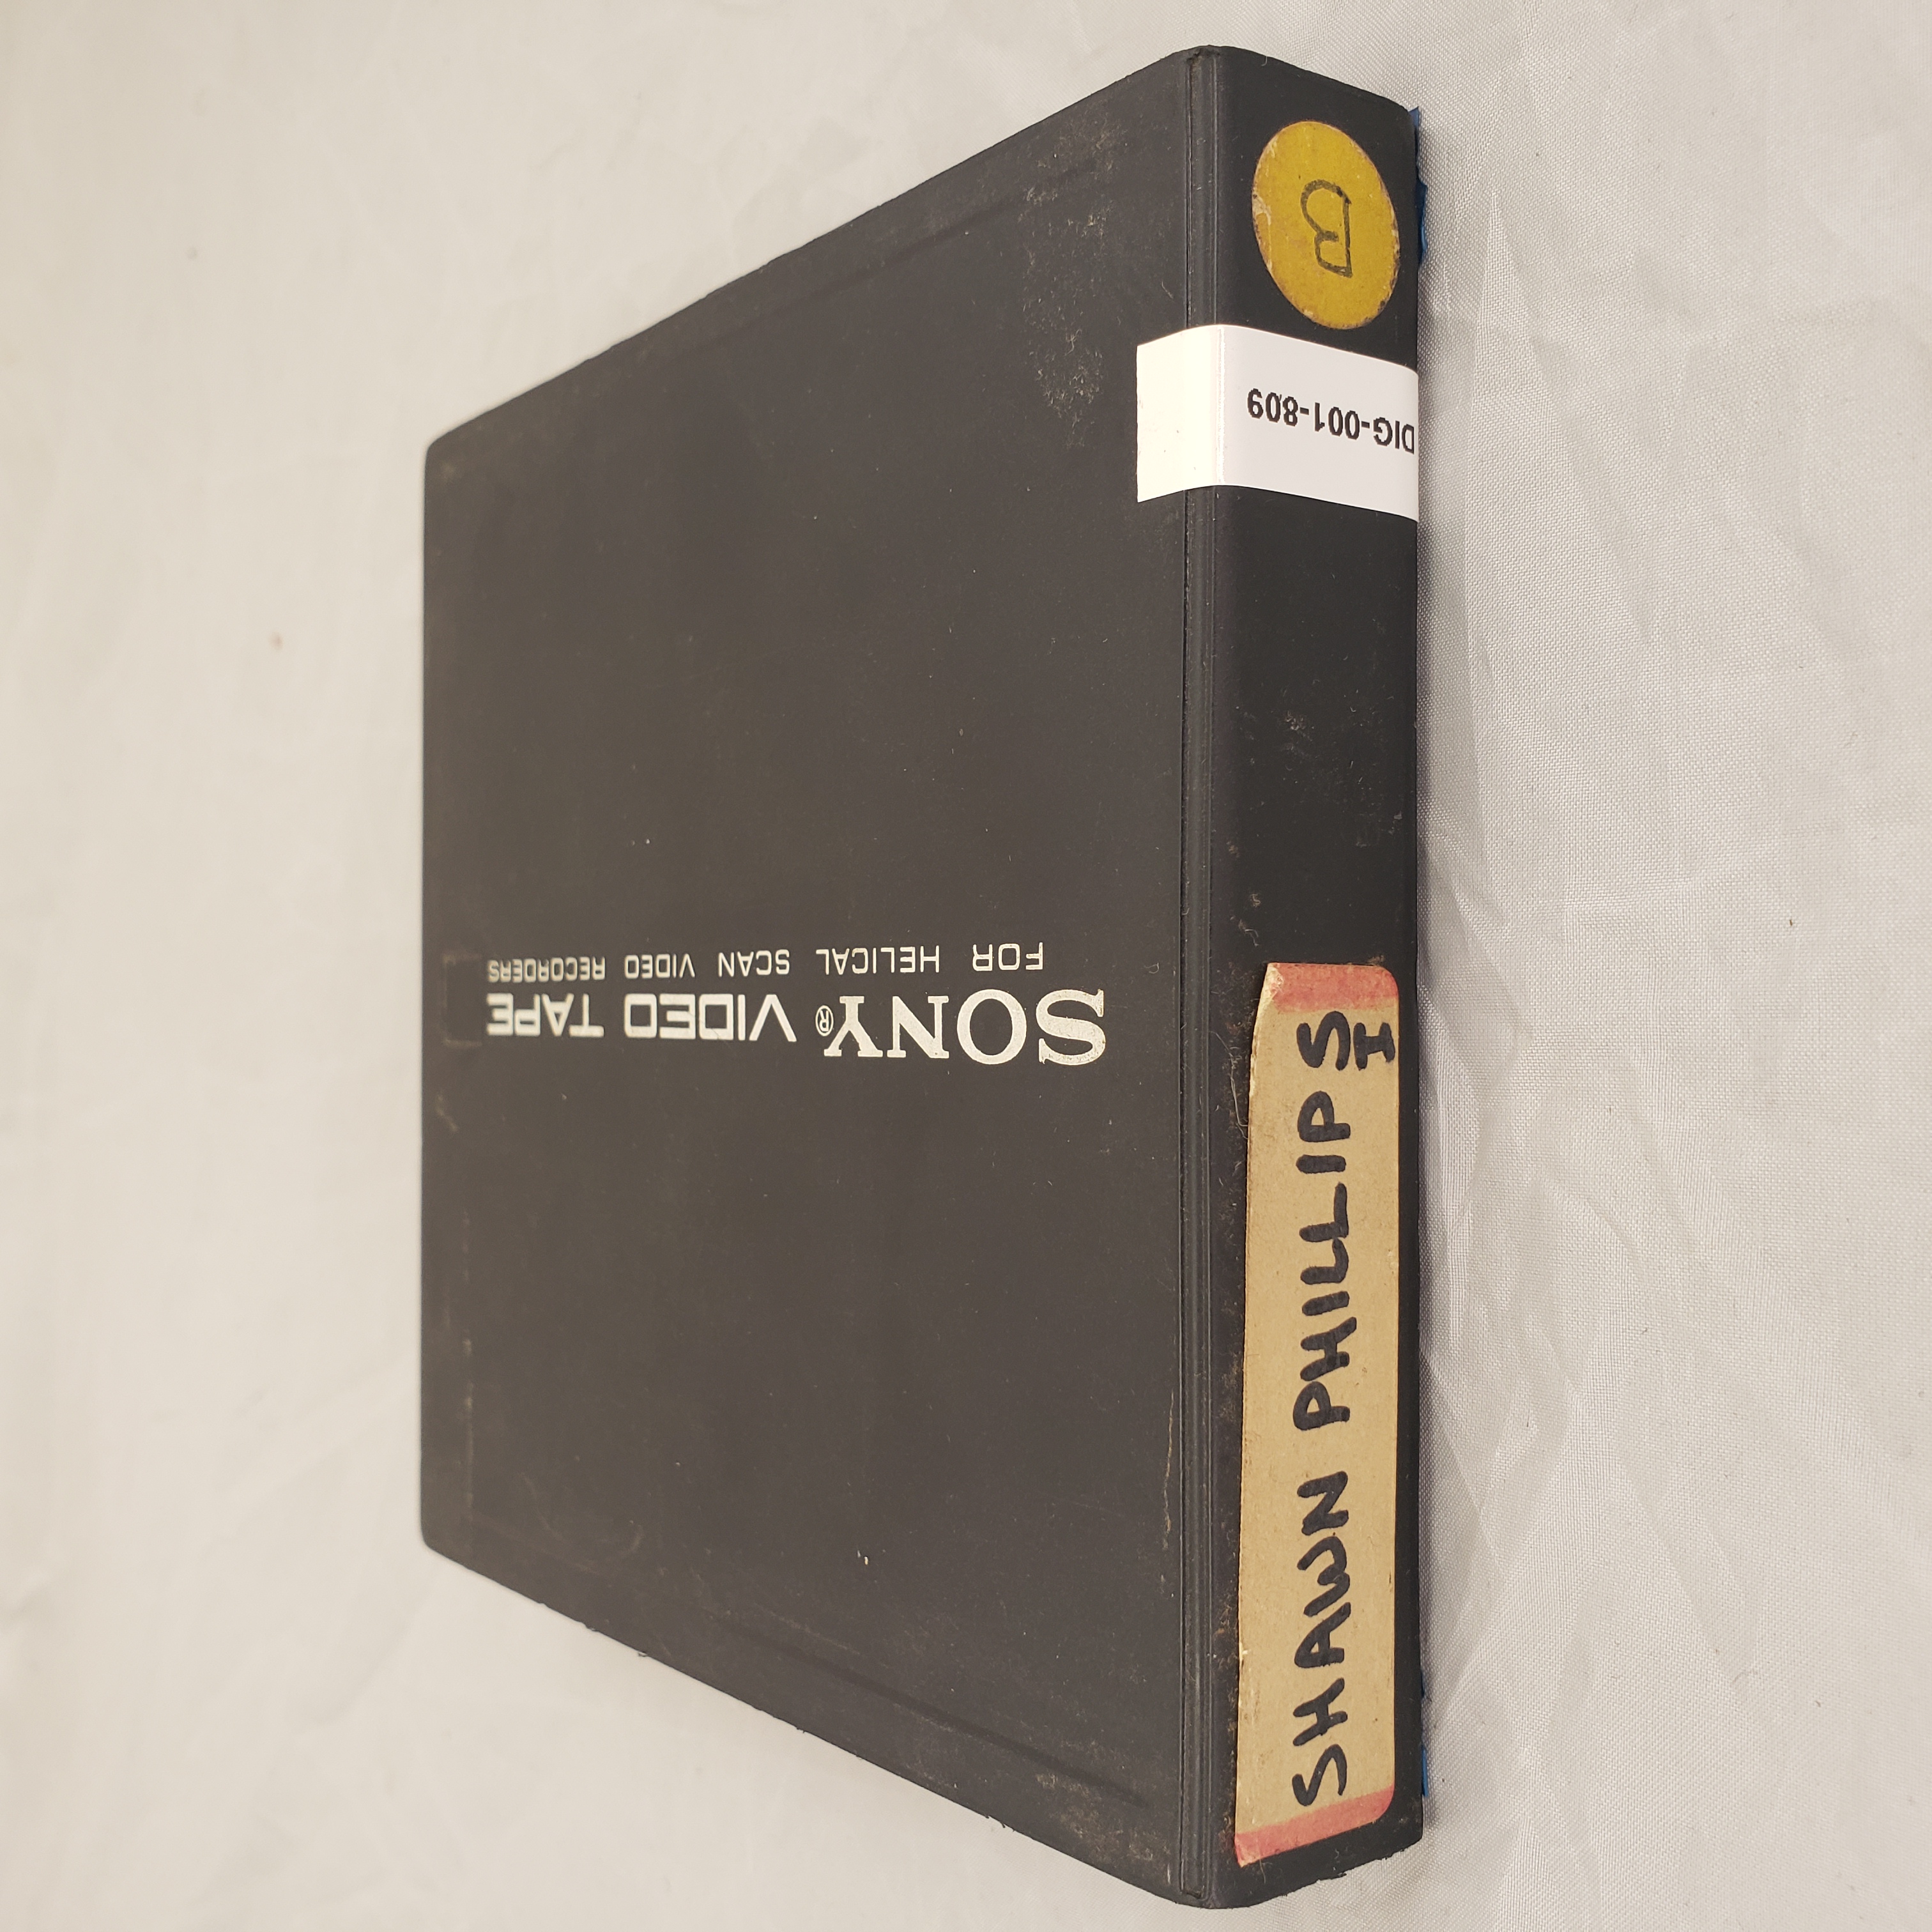 SONY® VIDEO TAPE
FOR HELICAL SCAN VIDEO RECORDERS
B
DIG-001-809
SHAWN PHILLIPS
I